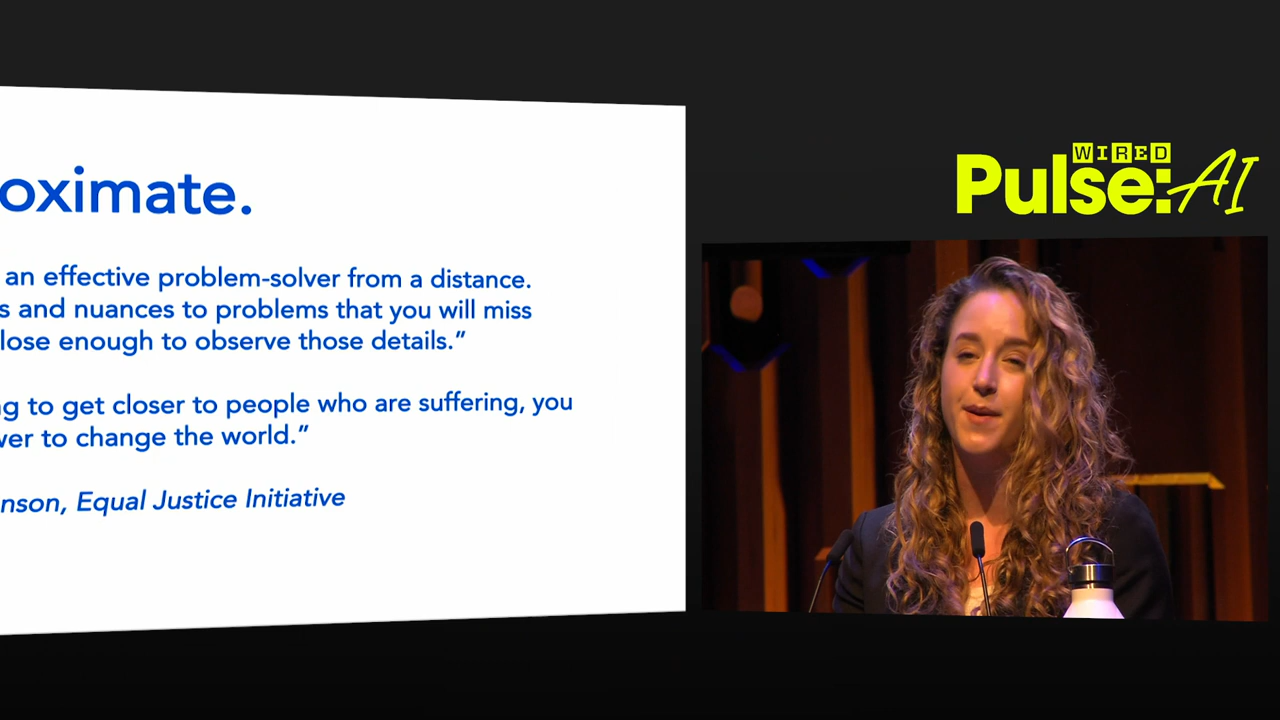 oximate.
an effective problem-solver from a distance.
s and nuances to problems that you will miss
lose enough to observe those details.”
ng to get closer to people who are suffering, you
wer to change the world.”
nson, Equal Justice Initiative
WIRED
Pulse:AI